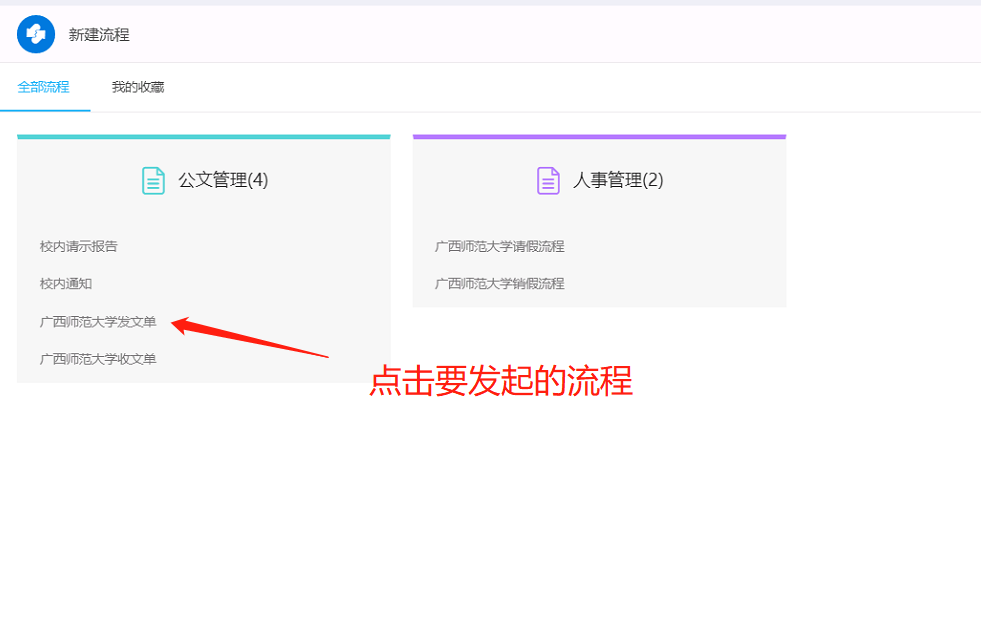 新建流程
全部流程
我的收藏
公文管理(4)
校内请示报告
校内通知
广西师范大学发文单
广西师范大学收文单
人事管理(2)
广西师范大学请假流程
广西师范大学销假流程
点击要发起的流程